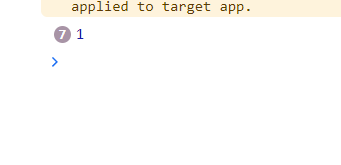 applied to target app.
7 1
>